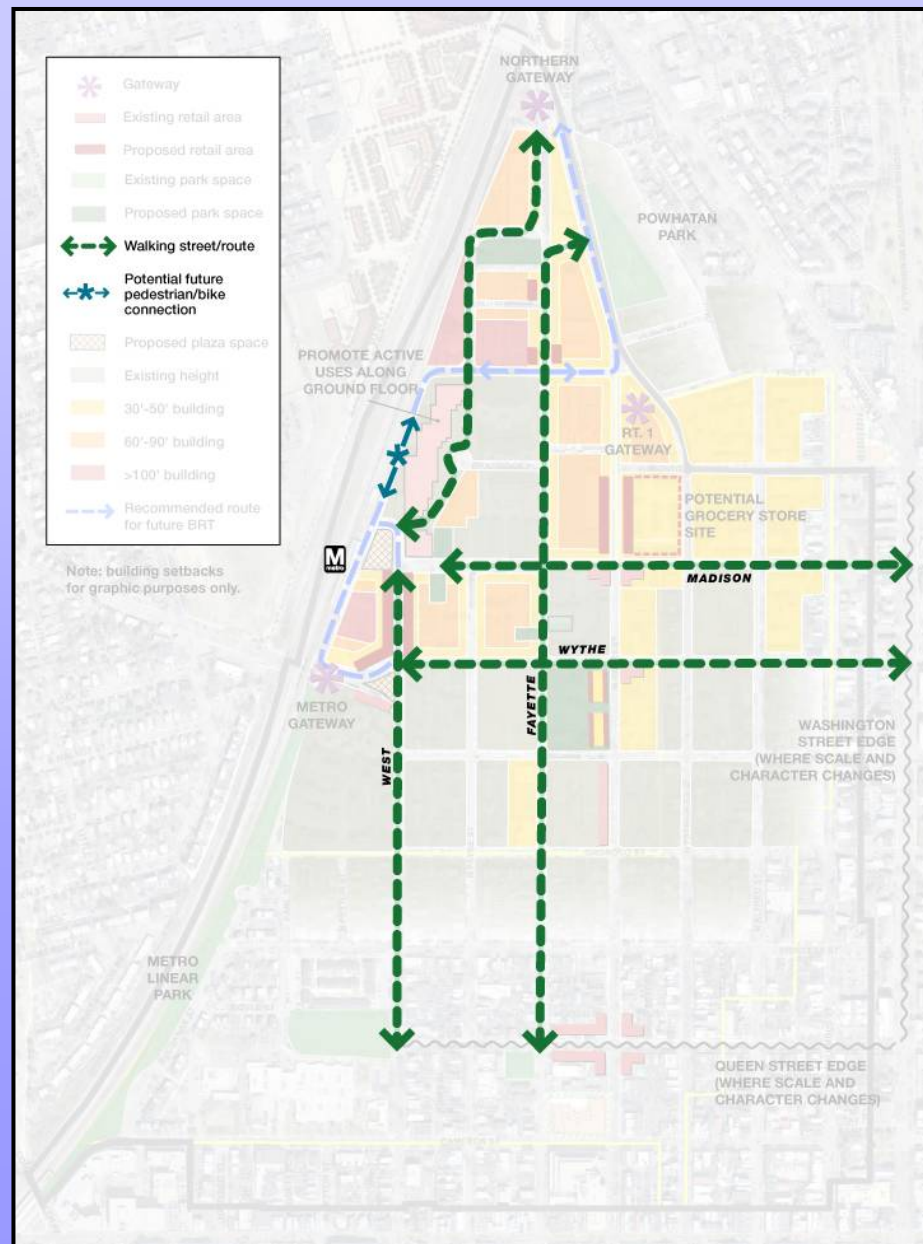 NORTHERN
GATEWAY
Gateway
Existing retail area
Proposed retail area
Existing park space
Proposed park space
Walking street/route
Potential future
pedestrian/bike
connection
Proposed plaza space
Existing height
30'-50' building
60'-90' building
>100' building
Recommended route
for future BRT
Note: building setbacks
for graphic purposes only.
POWHATAN
PARK
PROMOTE ACTIVE
USES ALONG
GROUND FLOOR
RT. 1
GATEWAY
POTENTIAL
GROCERY STORE
SITE
M
metro
MADISON
WYTHE
FAYETTE
WEST
METRO
GATEWAY
WASHINGTON
STREET EDGE
(WHERE SCALE AND
CHARACTER CHANGES)
METRO
LINEAR
PARK
QUEEN STREET EDGE
(WHERE SCALE AND
CHARACTER CHANGES)